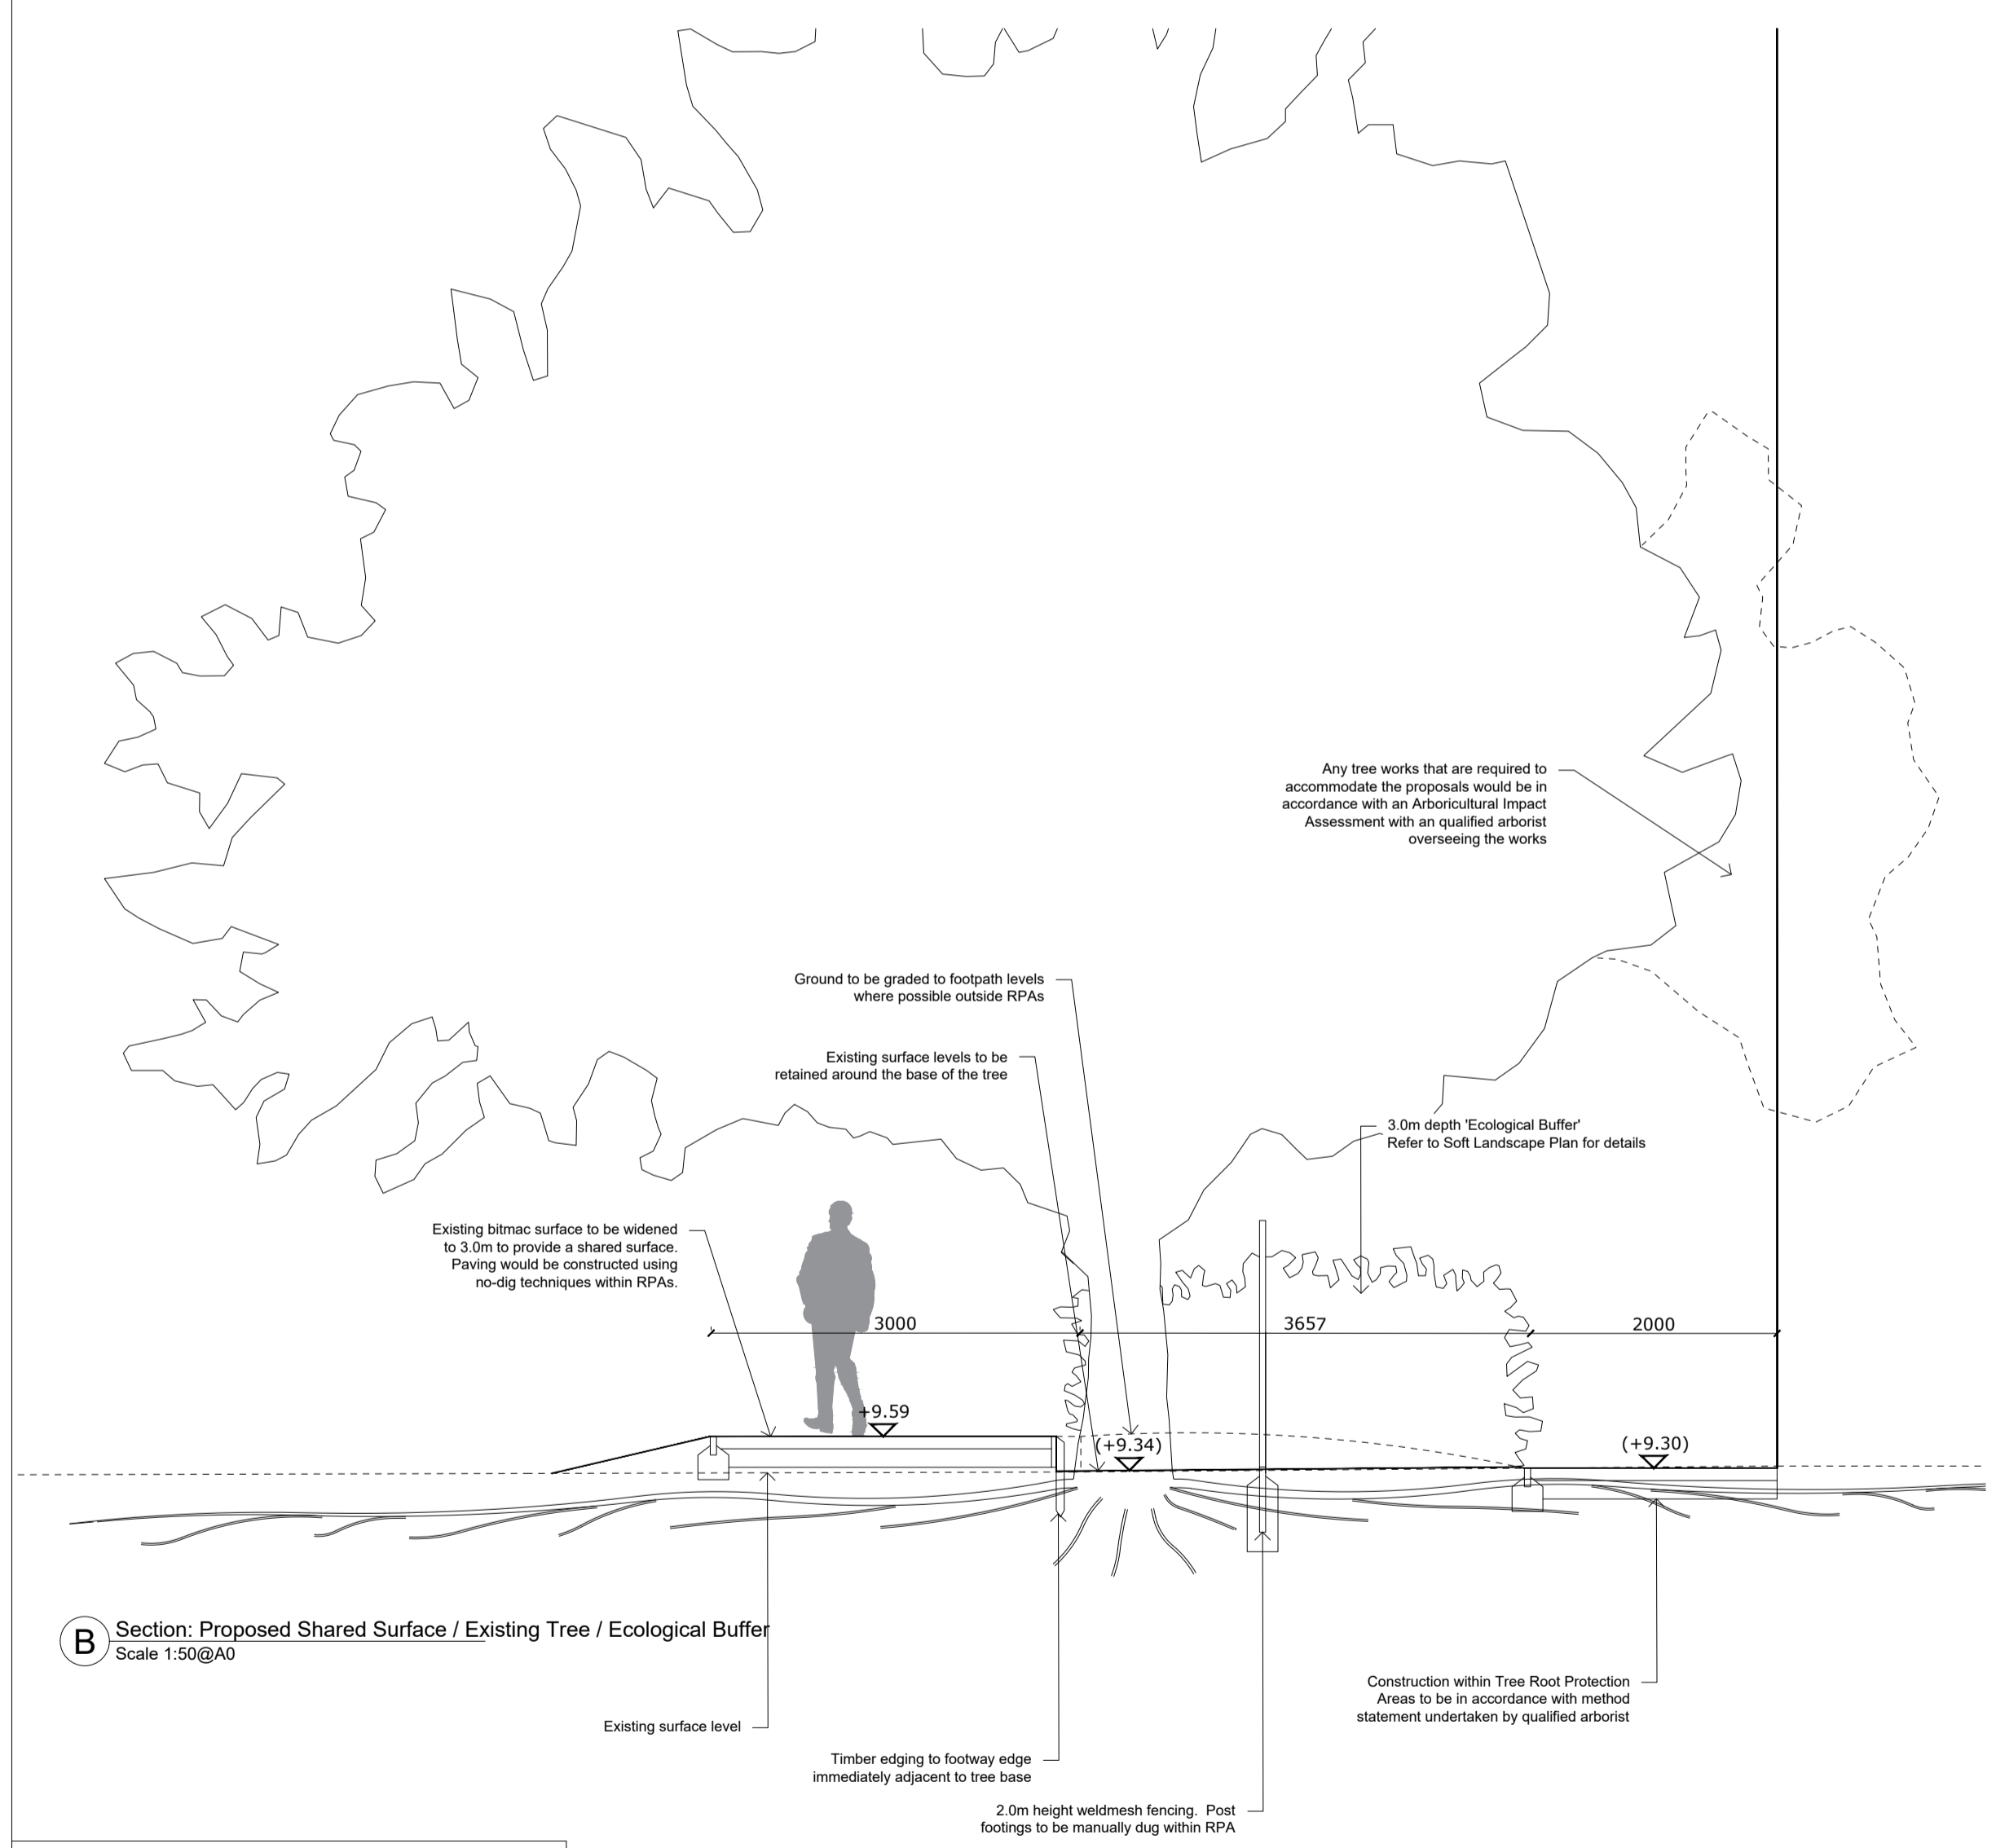 Any tree works that are required to
accommodate the proposals would be in
accordance with an Arboricultural Impact
Assessment with an qualified arborist
overseeing the works
Ground to be graded to footpath levels
where possible outside RPAs
Existing surface levels to be
retained around the base of the tree
3.0m depth 'Ecological Buffer'
Refer to Soft Landscape Plan for details
Existing bitmac surface to be widened
to 3.0m to provide a shared surface.
Paving would be constructed using
no-dig techniques within RPAs.
3000
3657
2000
+9.59
(+9.34)
(+9.30)
B
Section: Proposed Shared Surface / Existing Tree / Ecological Buffer
Scale 1:50@A0
Construction within Tree Root Protection
Areas to be in accordance with method
statement undertaken by qualified arborist
Existing surface level
Timber edging to footway edge
immediately adjacent to tree base
2.0m height weldmesh fencing.  Post
footings to be manually dug within RPA